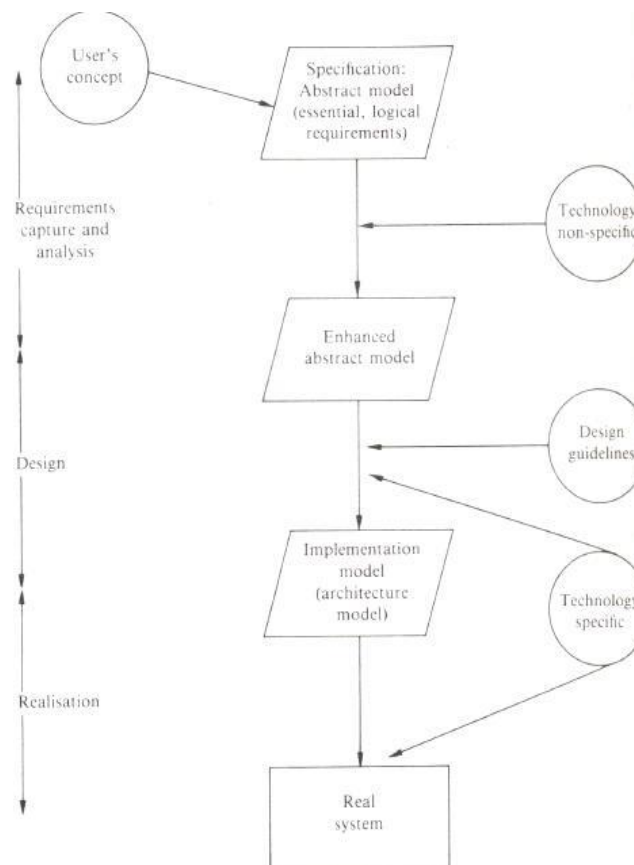 User's
concept
Specification:
Abstract model
(essential, logical
requirements)
Requirements
capture and
analysis
Technology
non-specific
Enhanced
abstract model
Design
guidelines
Design
Implementation
model
(architecture
model)
Technology
specific
Realisation
Real
system